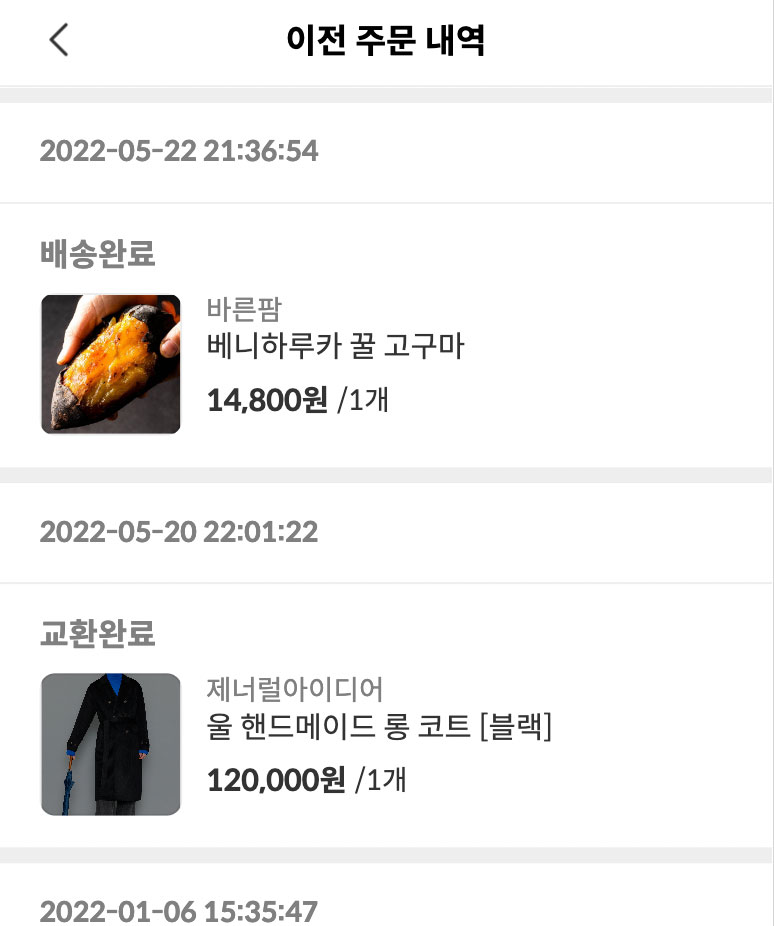 이전 주문 내역
2022-05-22 21:36:54
배송완료
바른팜
베니하루카 꿀 고구마
14,800원 /1개
2022-05-20 22:01:22
교환완료
제너럴아이디어
울 핸드메이드 롱 코트 [블랙]
120,000원 /1개
2022-01-06 15:35:47